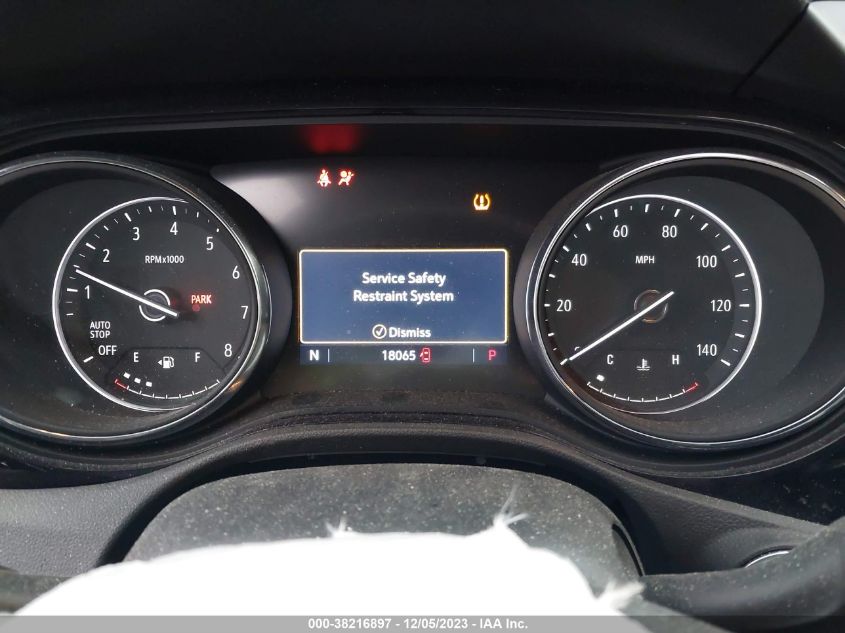 1 2 3 4 5 6 7 8
RPMx1000
PARK
AUTO
STOP
OFF
E F
Service Safety
Restraint System
Dismiss
N 18065 P
20 40 60 80 100 120 140
MPH
C H
000-38216897 - 12/05/2023 - IAA Inc.